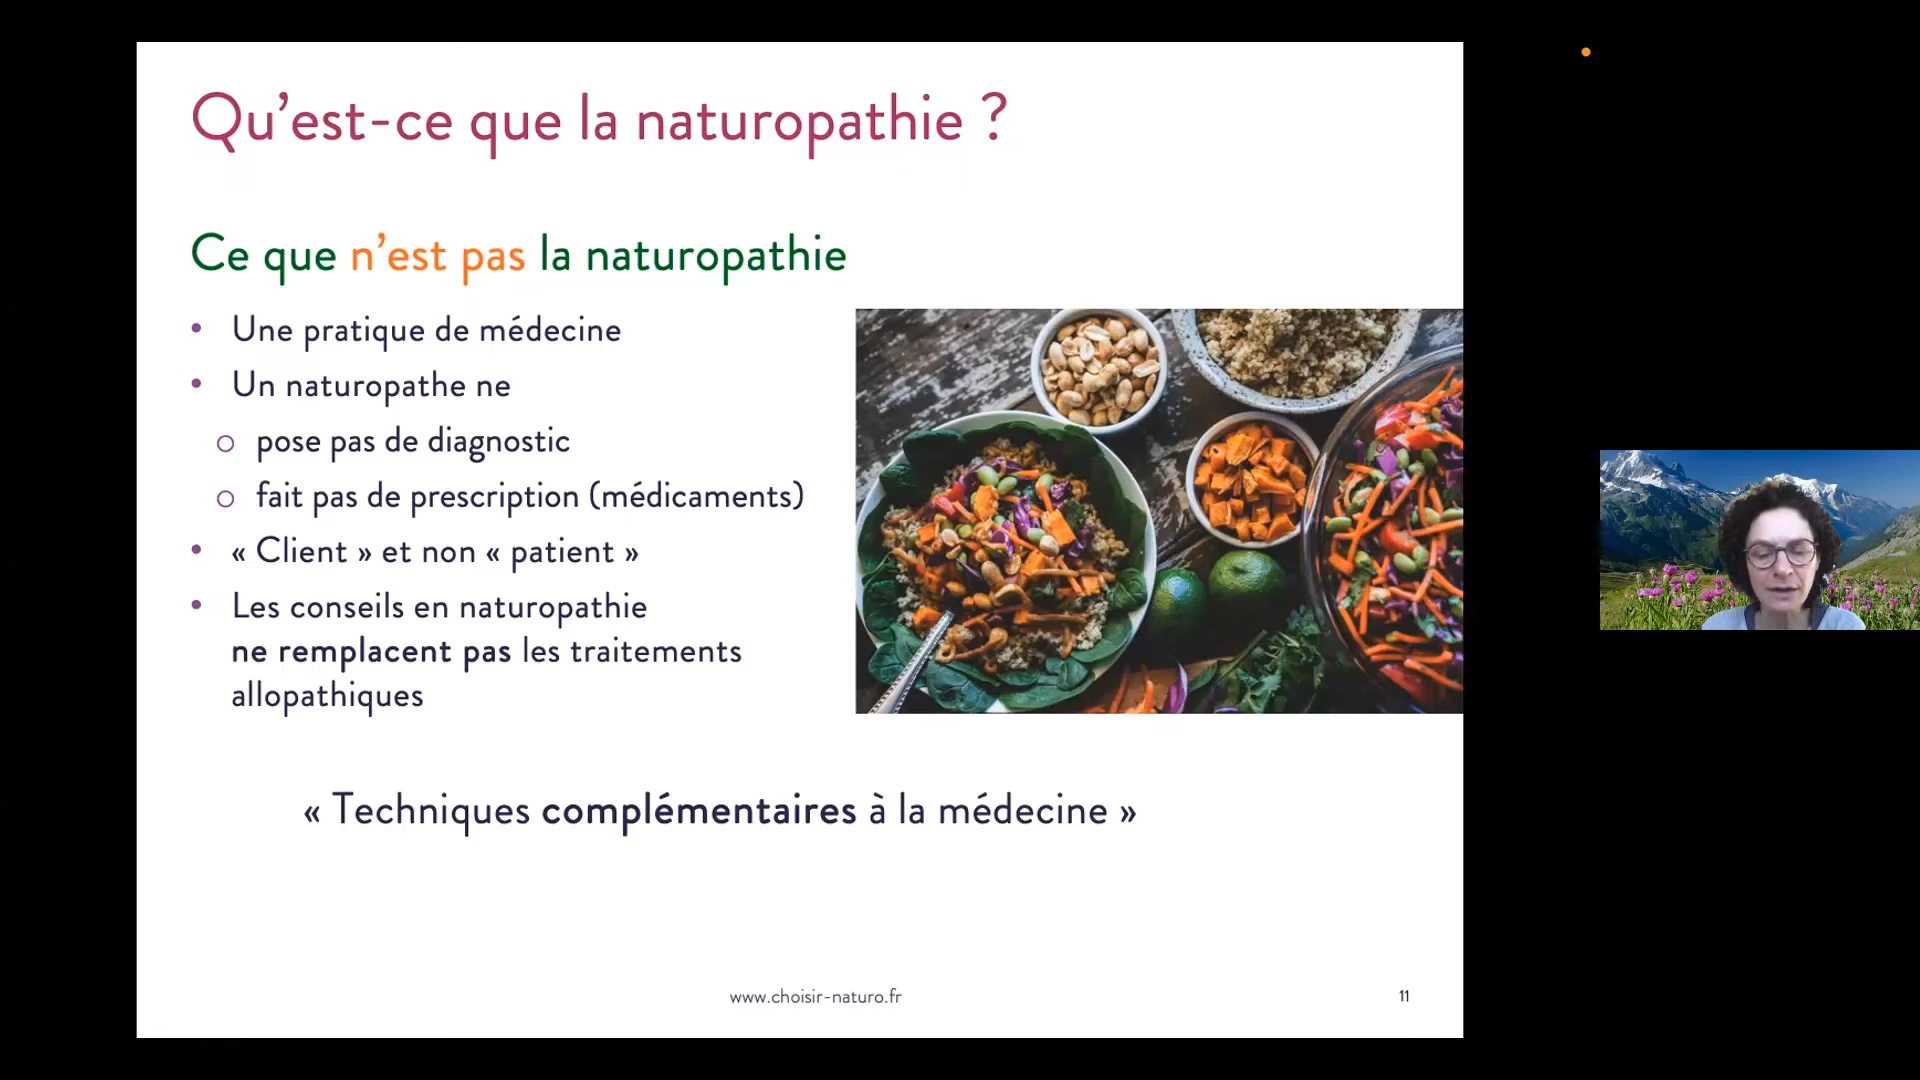 Qu’est-ce que la naturopathie ?
Ce que n’est pas la naturopathie
• Une pratique de médecine
• Un naturopathe ne
o pose pas de diagnostic
o fait pas de prescription (médicaments)
• « Client » et non « patient »
• Les conseils en naturopathie
ne remplacent pas les traitements
allopathiques
« Techniques complémentaires à la médecine »
www.choisir-naturo.fr
11